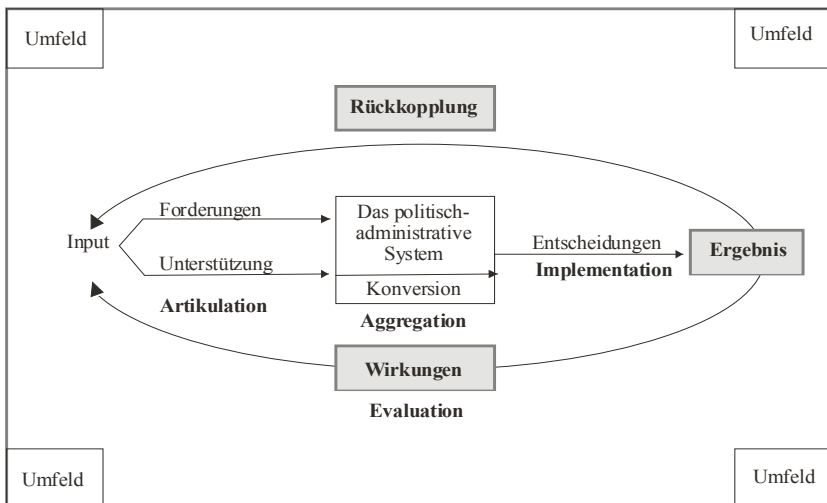 Umfeld
Umfeld
Rückkopplung
Forderungen
Das politisch-
administrative
System
Input
Entscheidungen
Ergebnis
Unterstützung
Implementation
Konversion
Artikulation
Aggregation
Wirkungen
Evaluation
Umfeld
Umfeld